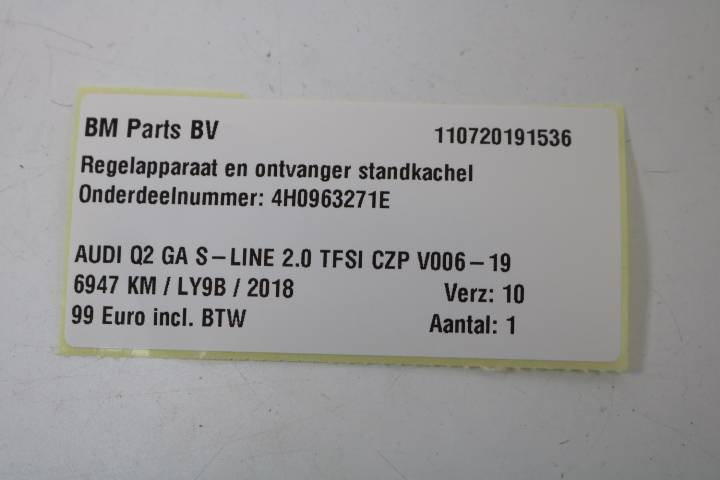 BM Parts BV 110720191536
Regelapparaat en ontvanger standkachel
Onderdeelnummer: 4H0963271E
AUDI Q2 GA S-LINE 2.0 TFSI CZP V006-19
6947 KM / LY9B / 2018 Verz: 10
99 Euro incl. BTW Aantal: 1